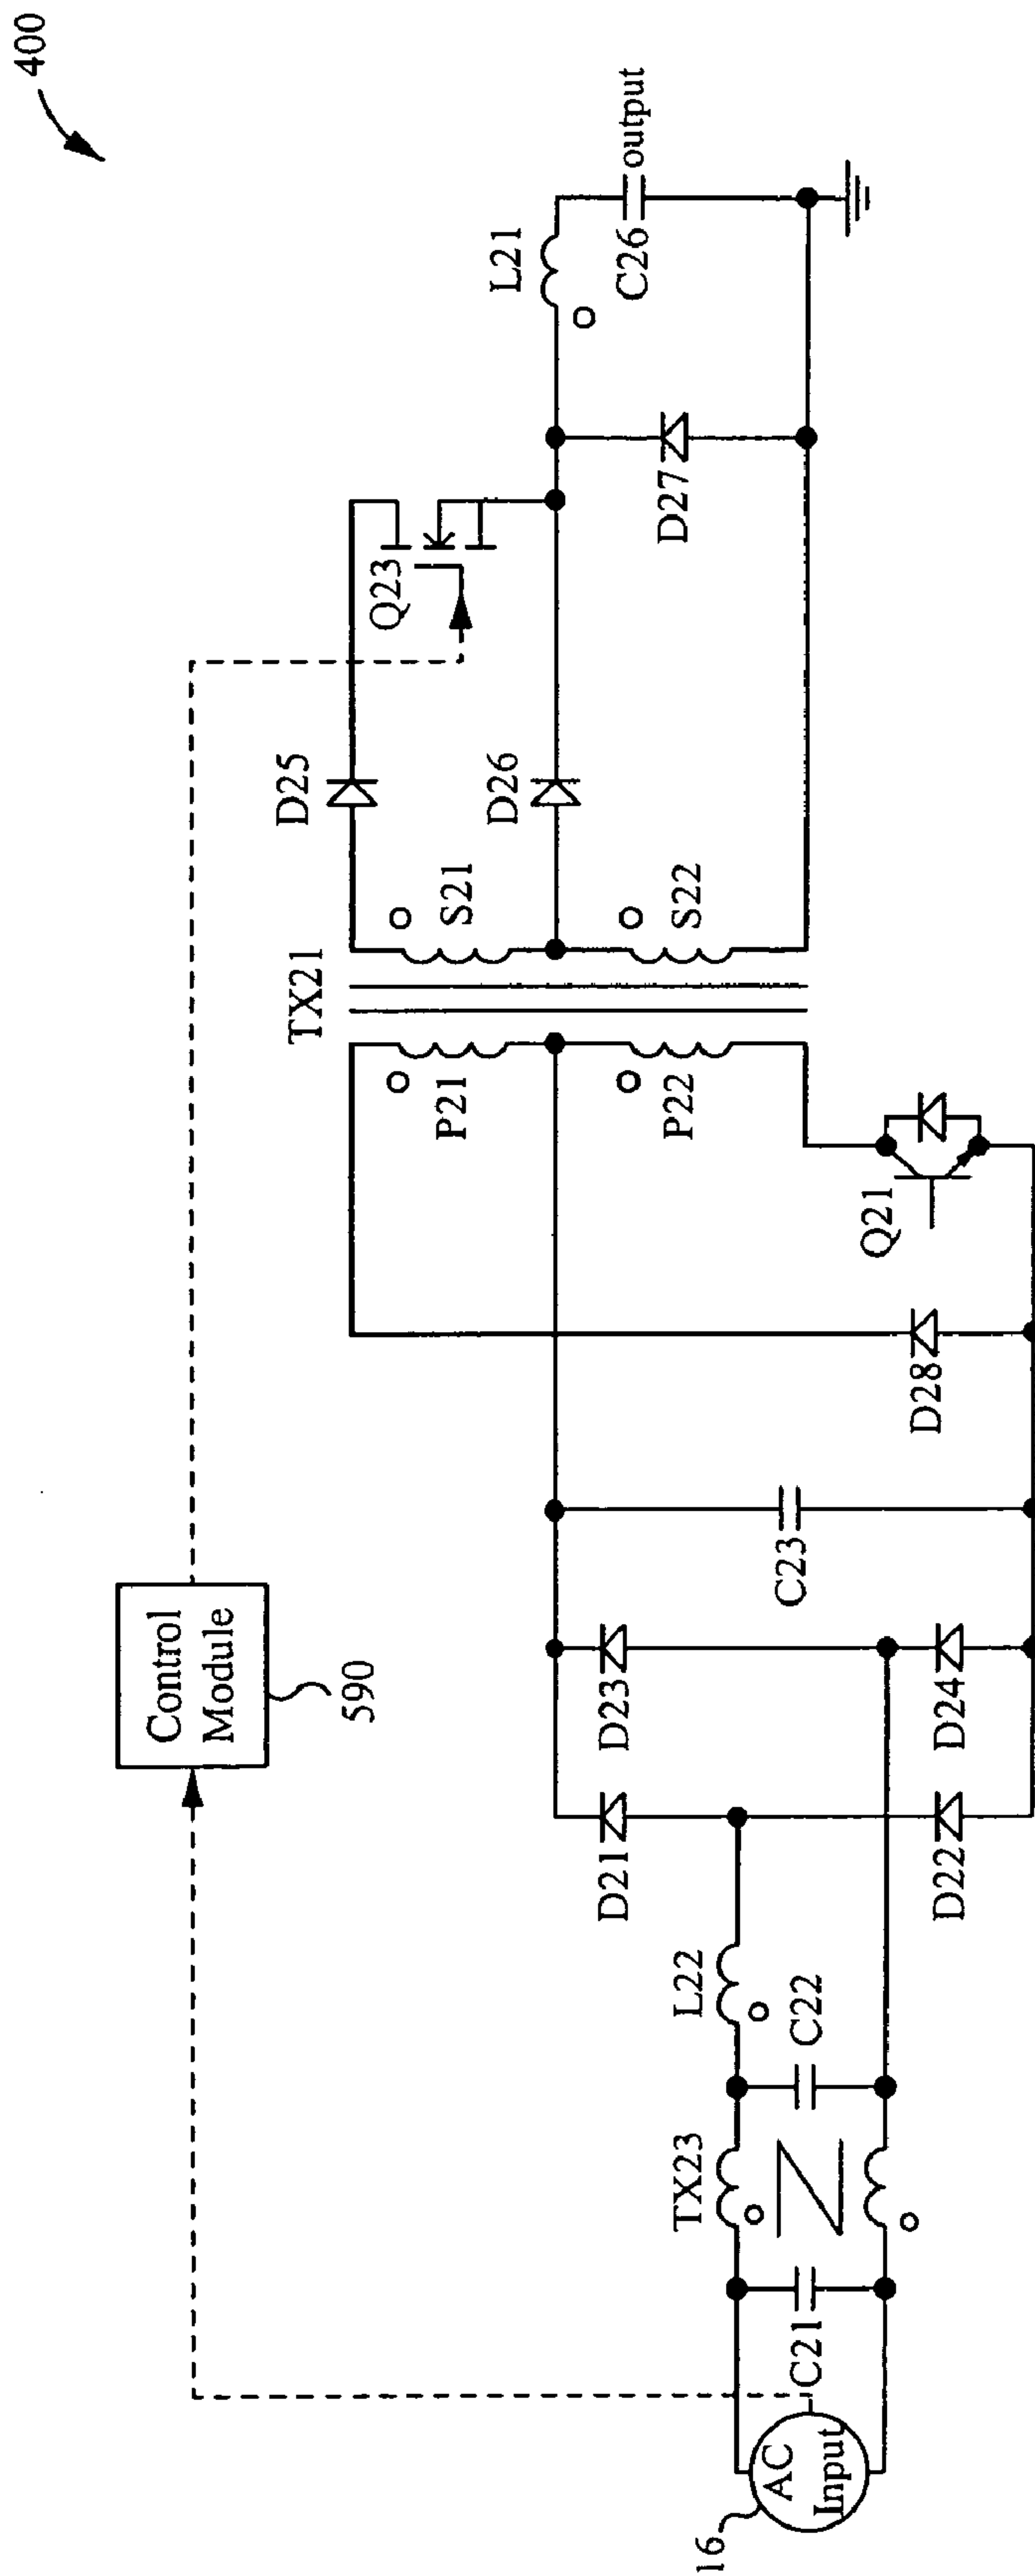 400
Control
Module
590
TX21
D25
Q23
L21
output
C26
S21
D26
D27
S22
P21
P22
Q21
D28
C23
D23
D21
D24
D22
L22
C22
TX23
C21
AC
Input
16